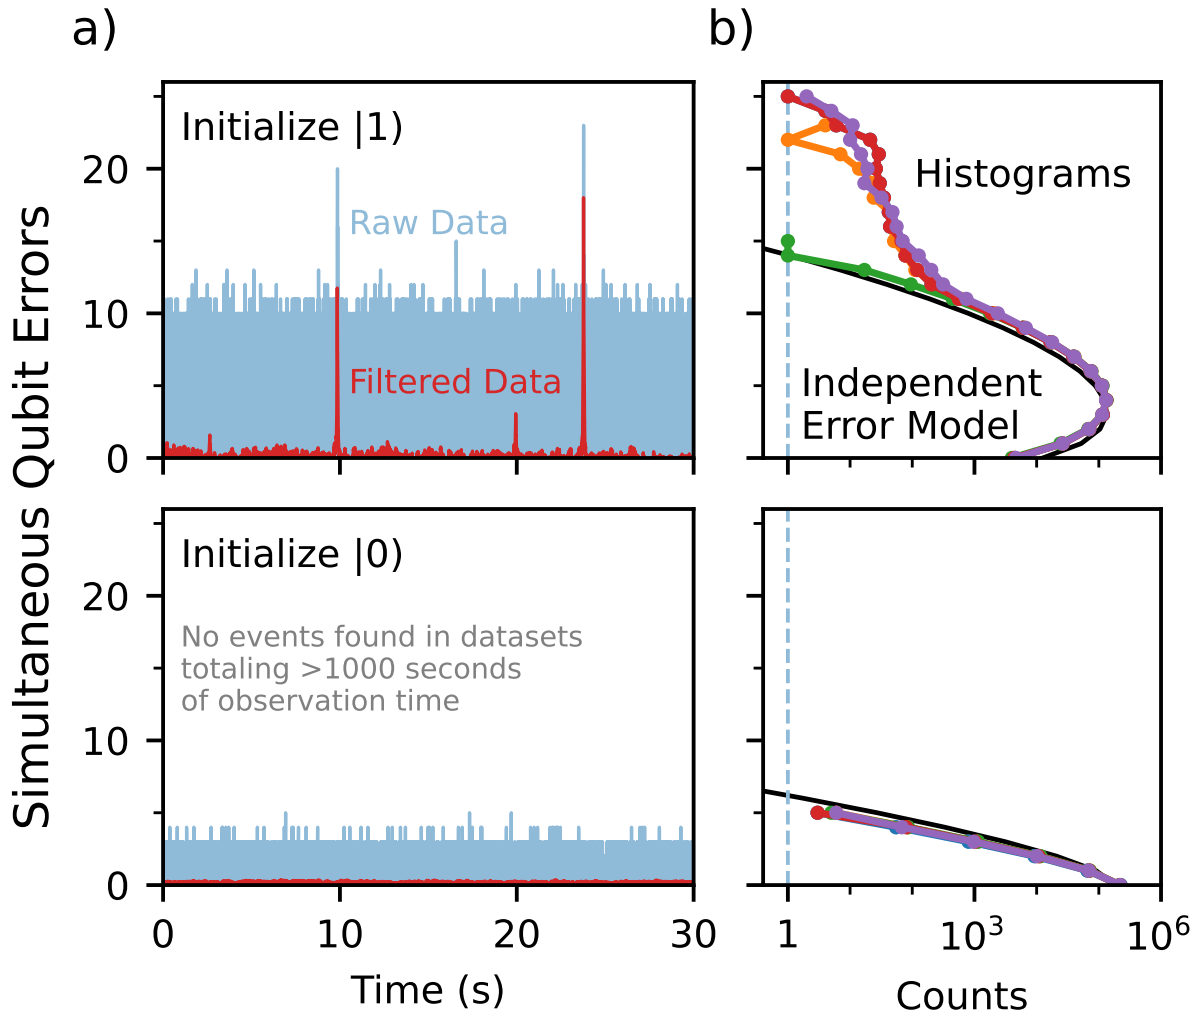 a)
b)
Simultaneous Qubit Errors
Initialize |1⟩
Raw Data
Filtered Data
20
10
0
Histograms
Independent
Error Model
Initialize |0⟩
No events found in datasets
totaling >1000 seconds
of observation time
20
10
0
0 10 20 30
Time (s)
1 10³ 10⁶
Counts